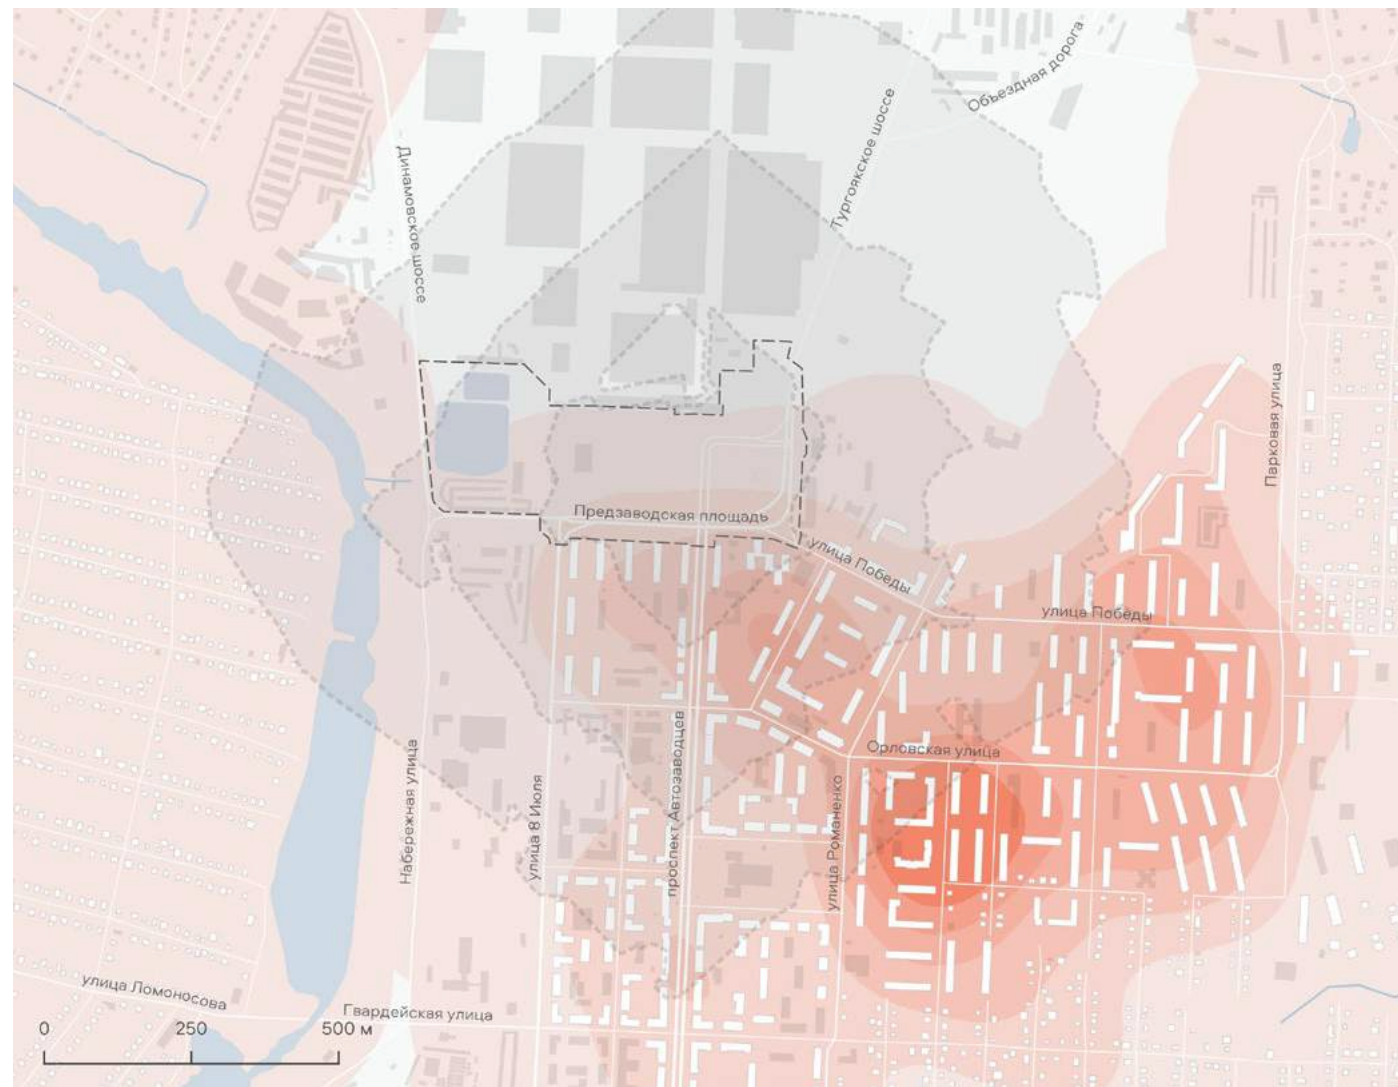 Объездная дорога
Тургоякское шоссе
Динамовское шоссе
Парковая улица
Предзаводская площадь
улица Победы
улица Победы
Орловская улица
Набережная улица
улица 8 Июля
проспект Автозаводцев
улица Романенко
улица Ломоносова
Гвардейская улица
0 250 500 м